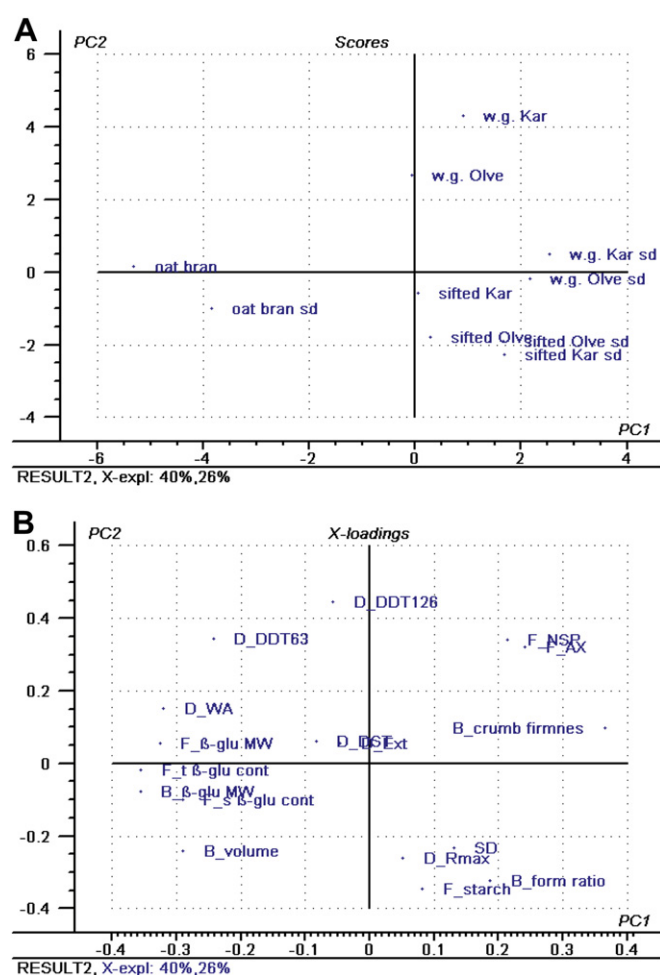 A
PC2 Scores
6
w.g. Kar
4
w.g. Olve
2
w.g. Kar sd
oat bran
0
w.g. Olve sd
sifted Kar
oat bran sd
sifted Olve sifted Olve sd
-2
sifted Kar sd
-4
PC1
-6 -4 -2 0 2 4
RESULT2, X-expl: 40%,26%
B
PC2 X-loadings
0.6
D_DDT126
0.4
D_DDT63 F_NSR
F_AX
0.2
D_WA
B_crumb firmnes
F_ß-glu MW D_DST D_Ext
0
F_t ß-glu cont
B_ß-glu MW
F_s ß-glu cont
-0.2
B_volume SD
D_Rmax
B_form ratio
F_starch
-0.4
PC1
-0.4 -0.3 -0.2 -0.1 0 0.1 0.2 0.3 0.4
RESULT2, X-expl: 40%,26%